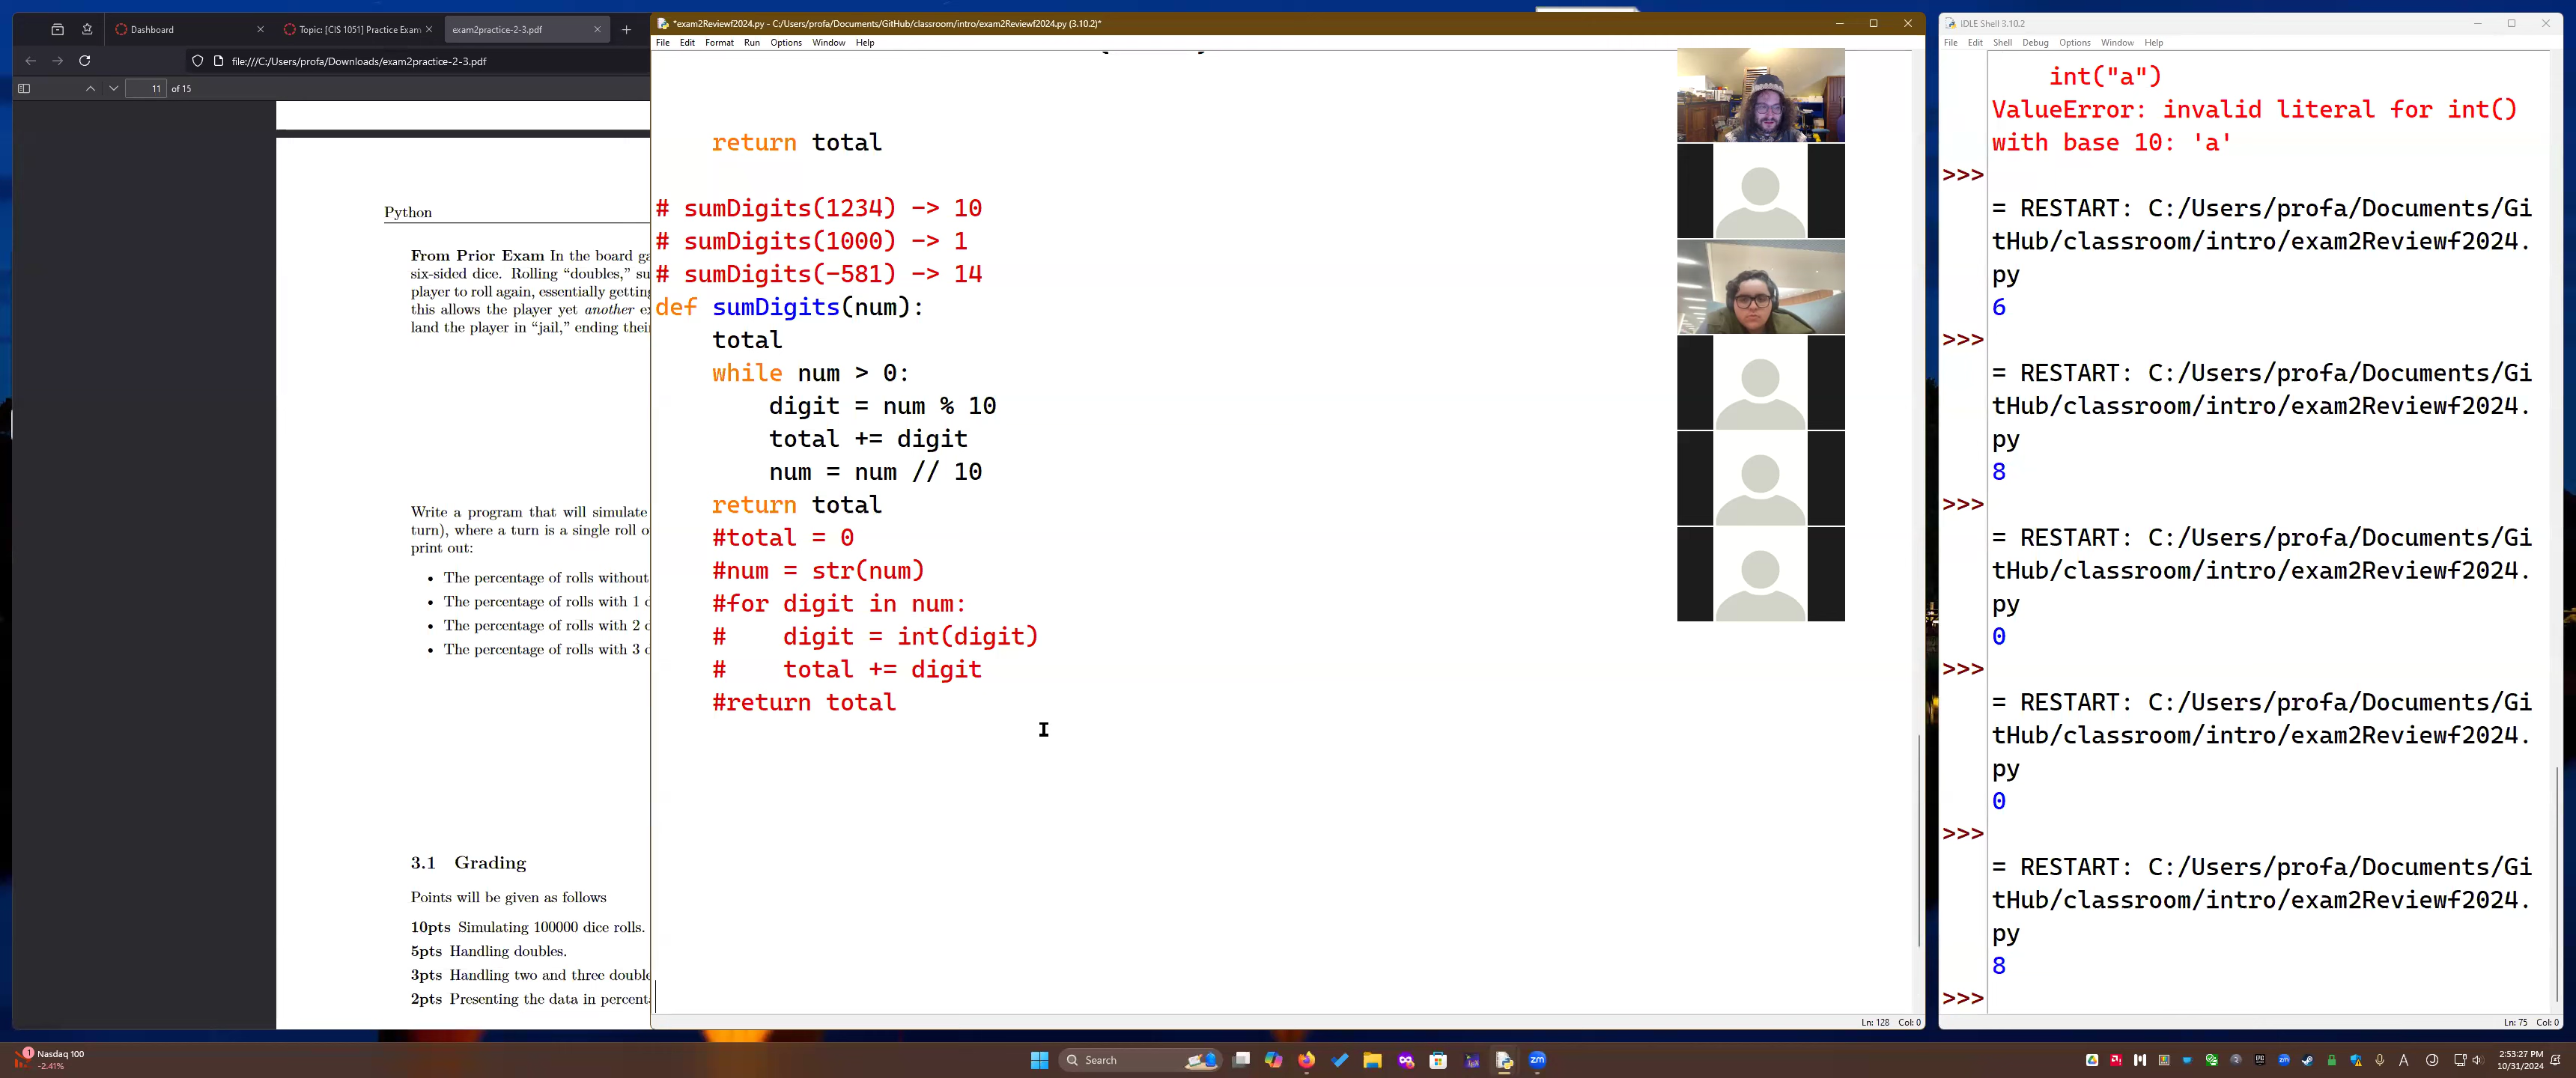 Dashboard
Topic: [CIS 1051] Practice Exam
exam2practice-2-3.pdf
file:///C:/Users/profa/Downloads/exam2practice-2-3.pdf
11 of 15
Python
From Prior Exam In the board ga
six-sided dice. Rolling “doubles,” su
player to roll again, essentially getting
this allows the player yet another ex
land the player in “jail,” ending their
Write a program that will simulate
turn), where a turn is a single roll o
print out:
• The percentage of rolls without
• The percentage of rolls with 1 d
• The percentage of rolls with 2 d
• The percentage of rolls with 3 d
3.1 Grading
Points will be given as follows
10pts Simulating 100000 dice rolls.
5pts Handling doubles.
3pts Handling two and three double
2pts Presenting the data in percenta
*exam2Reviewf2024.py - C:/Users/profa/Documents/GitHub/classroom/intro/exam2Reviewf2024.py (3.10.2)*
File Edit Format Run Options Window Help
return total
# sumDigits(1234) -> 10
# sumDigits(1000) -> 1
# sumDigits(-581) -> 14
def sumDigits(num):
total
while num > 0:
digit = num % 10
total += digit
num = num // 10
return total
#total = 0
#num = str(num)
#for digit in num:
# digit = int(digit)
# total += digit
#return total
Ln: 128 Col: 0
IDLE Shell 3.10.2
File Edit Shell Debug Options Window Help
int("a")
ValueError: invalid literal for int()
with base 10: 'a'
>>>
= RESTART: C:/Users/profa/Documents/Gi
tHub/classroom/intro/exam2Reviewf2024.
py
6
>>>
= RESTART: C:/Users/profa/Documents/Gi
tHub/classroom/intro/exam2Reviewf2024.
py
8
>>>
= RESTART: C:/Users/profa/Documents/Gi
tHub/classroom/intro/exam2Reviewf2024.
py
0
>>>
= RESTART: C:/Users/profa/Documents/Gi
tHub/classroom/intro/exam2Reviewf2024.
py
0
>>>
= RESTART: C:/Users/profa/Documents/Gi
tHub/classroom/intro/exam2Reviewf2024.
py
8
>>>
Ln: 75 Col: 0
1
Nasdaq 100
-2.41%
Search
zm
2:53:27 PM
10/31/2024